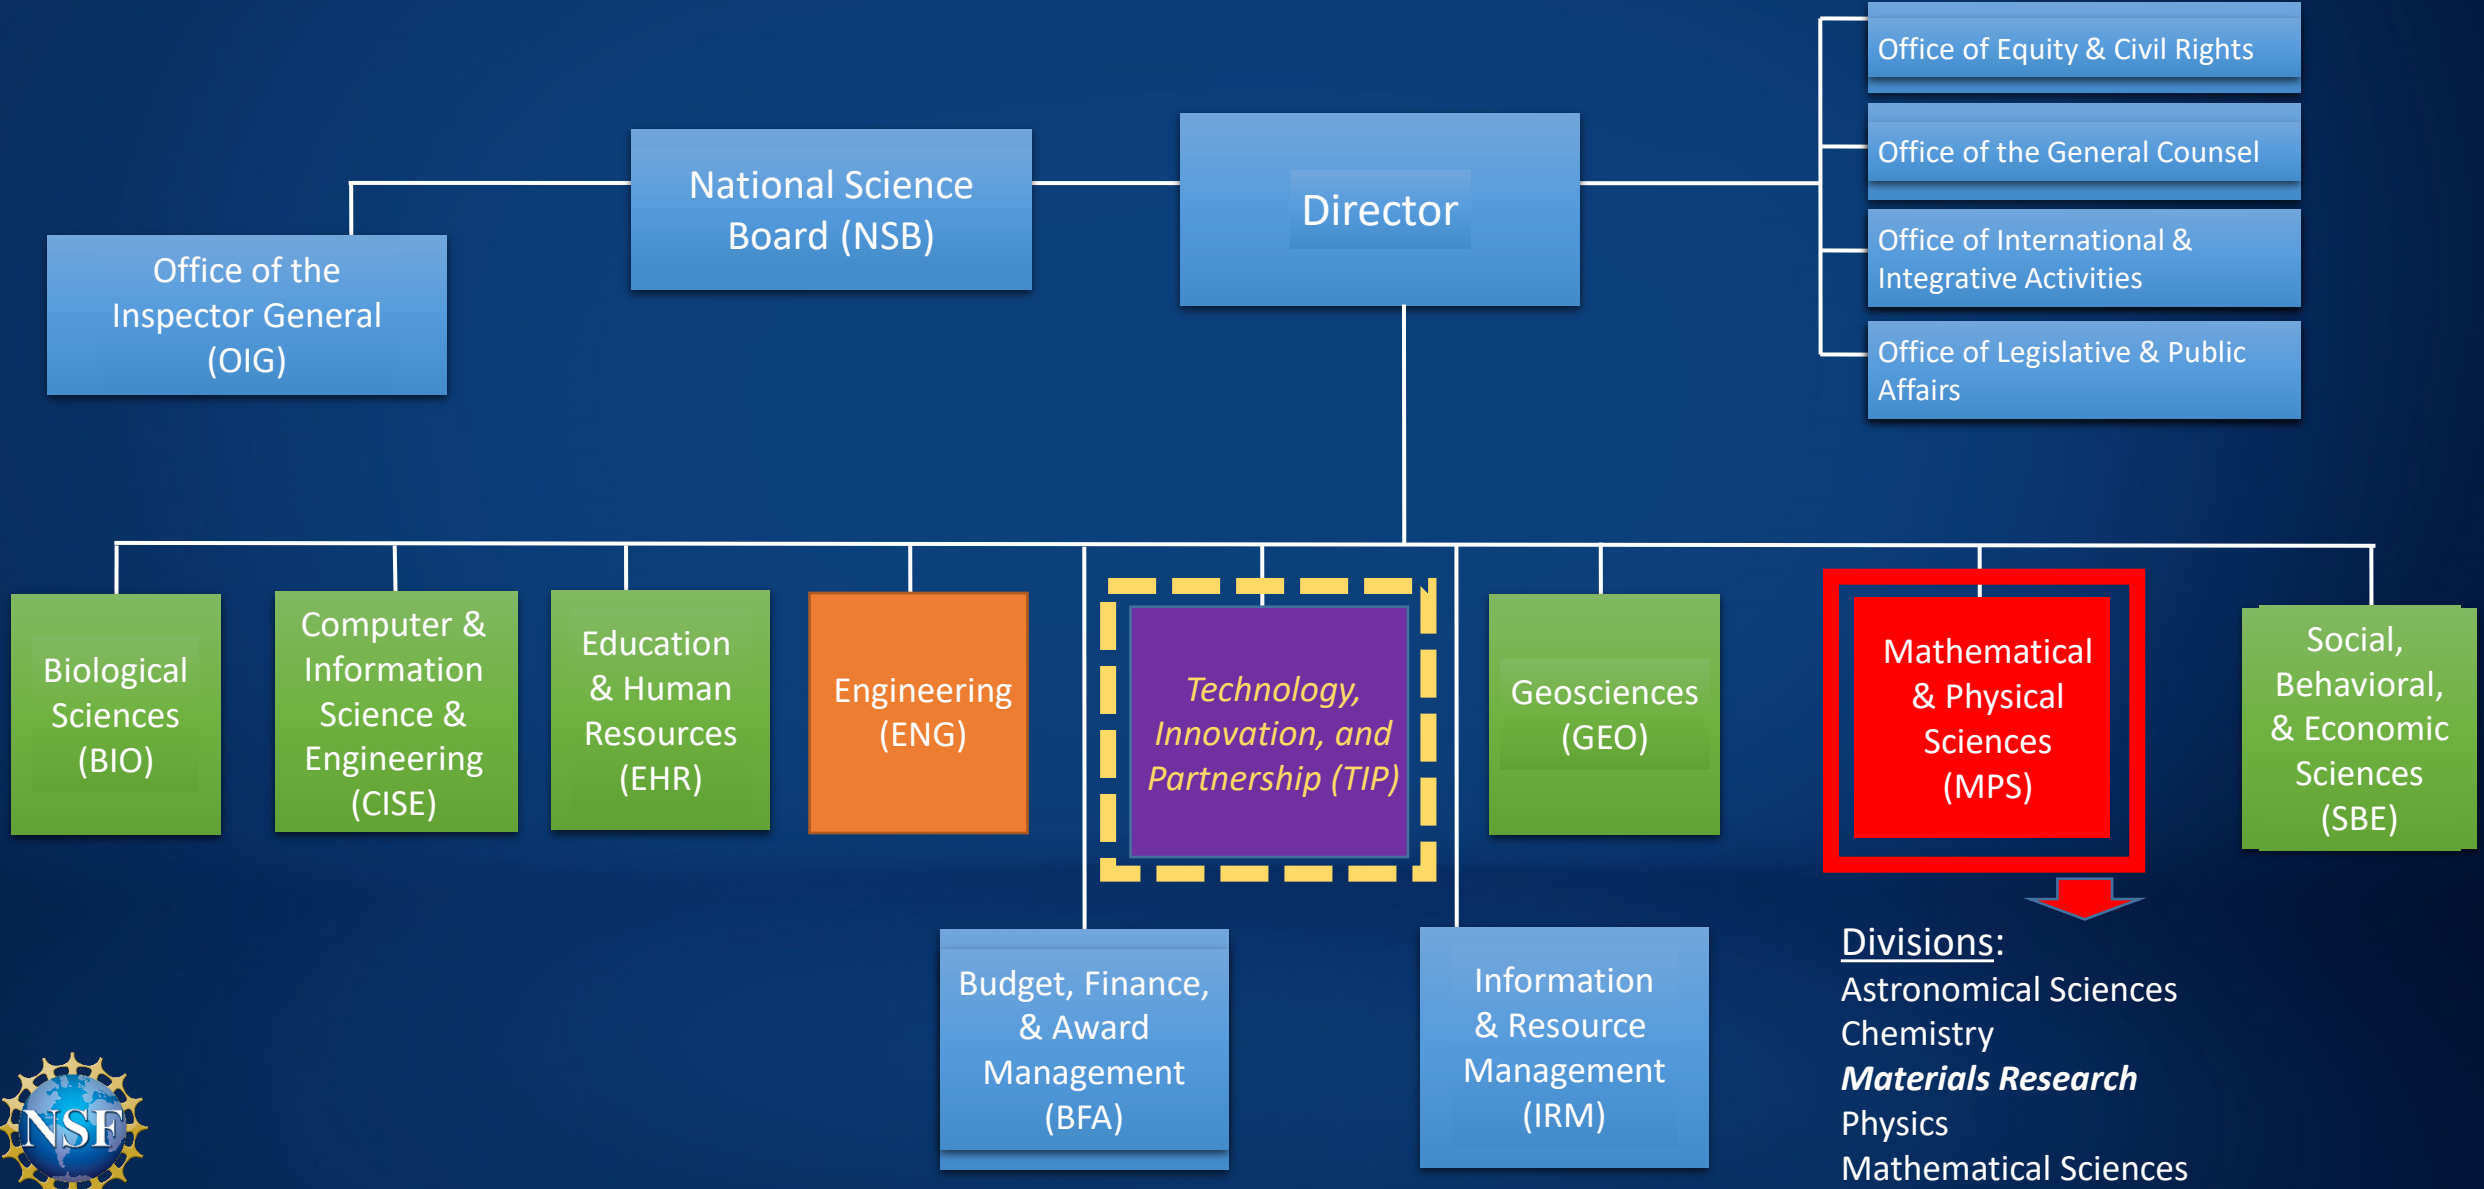 Office of Equity & Civil Rights
Office of the General Counsel
Office of International &
Integrative Activities
Office of Legislative & Public
Affairs
National Science
Board (NSB)
Director
Office of the
Inspector General
(OIG)
Biological
Sciences
(BIO)
Computer &
Information
Science &
Engineering
(CISE)
Education
& Human
Resources
(EHR)
Engineering
(ENG)
Technology,
Innovation, and
Partnership (TIP)
Geosciences
(GEO)
Mathematical
& Physical
Sciences
(MPS)
Social,
Behavioral,
& Economic
Sciences
(SBE)
Budget, Finance,
& Award
Management
(BFA)
Information
& Resource
Management
(IRM)
Divisions:
Astronomical Sciences
Chemistry
Materials Research
Physics
Mathematical Sciences
NSF